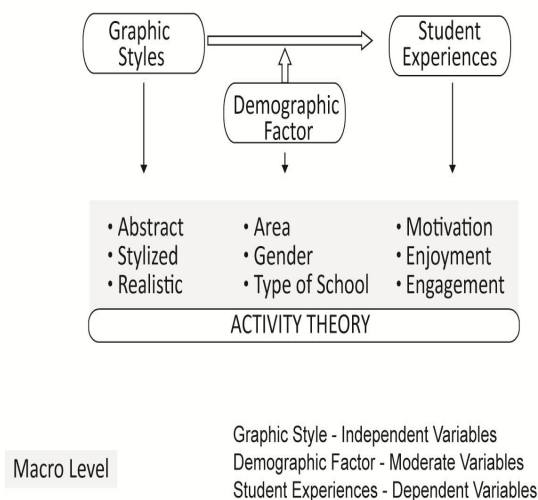 Graphic
Styles
Student
Experiences
Demographic
Factor
• Abstract
• Stylized
• Realistic
• Area
• Gender
• Type of School
• Motivation
• Enjoyment
• Engagement
ACTIVITY THEORY
Macro Level
Graphic Style - Independent Variables
Demographic Factor - Moderate Variables
Student Experiences - Dependent Variables